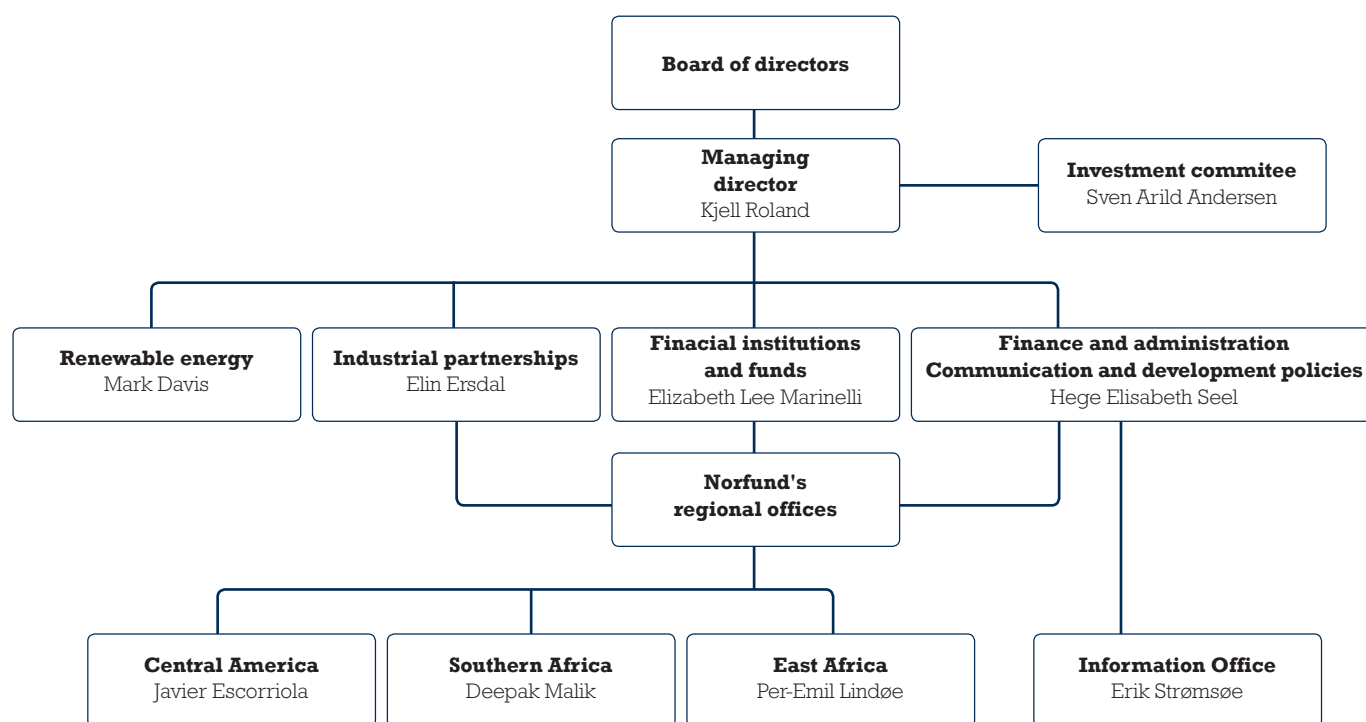 Board of directors
Managing
director
Kjell Roland
Investment commitee
Sven Arild Andersen
Renewable energy
Mark Davis
Industrial partnerships
Elin Ersdal
Finacial institutions
and funds
Elizabeth Lee Marinelli
Finance and administration
Communication and development policies
Hege Elisabeth Seel
Norfund's
regional offices
Central America
Javier Escorriola
Southern Africa
Deepak Malik
East Africa
Per-Emil Lindøe
Information Office
Erik Strømsøe